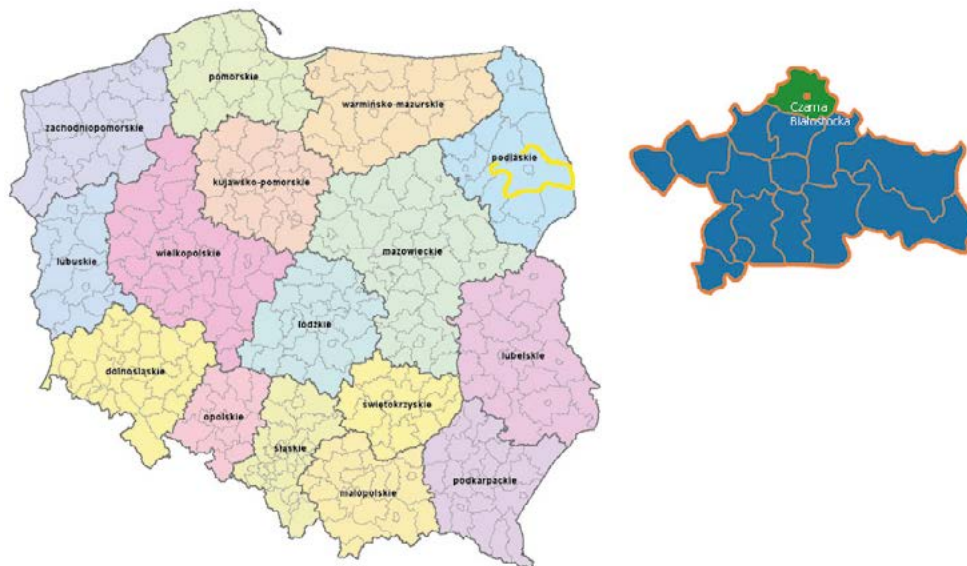 pomorskie
warmińsko-mazurskie
zachodniopomorskie
podlaskie
kujawsko-pomorskie
mazowieckie
wielkopolskie
lubuskie
łódzkie
lubelskie
dolnośląskie
świętokrzyskie
opolskie
śląskie
małopolskie
podkarpackie
Czarna
Białostocka